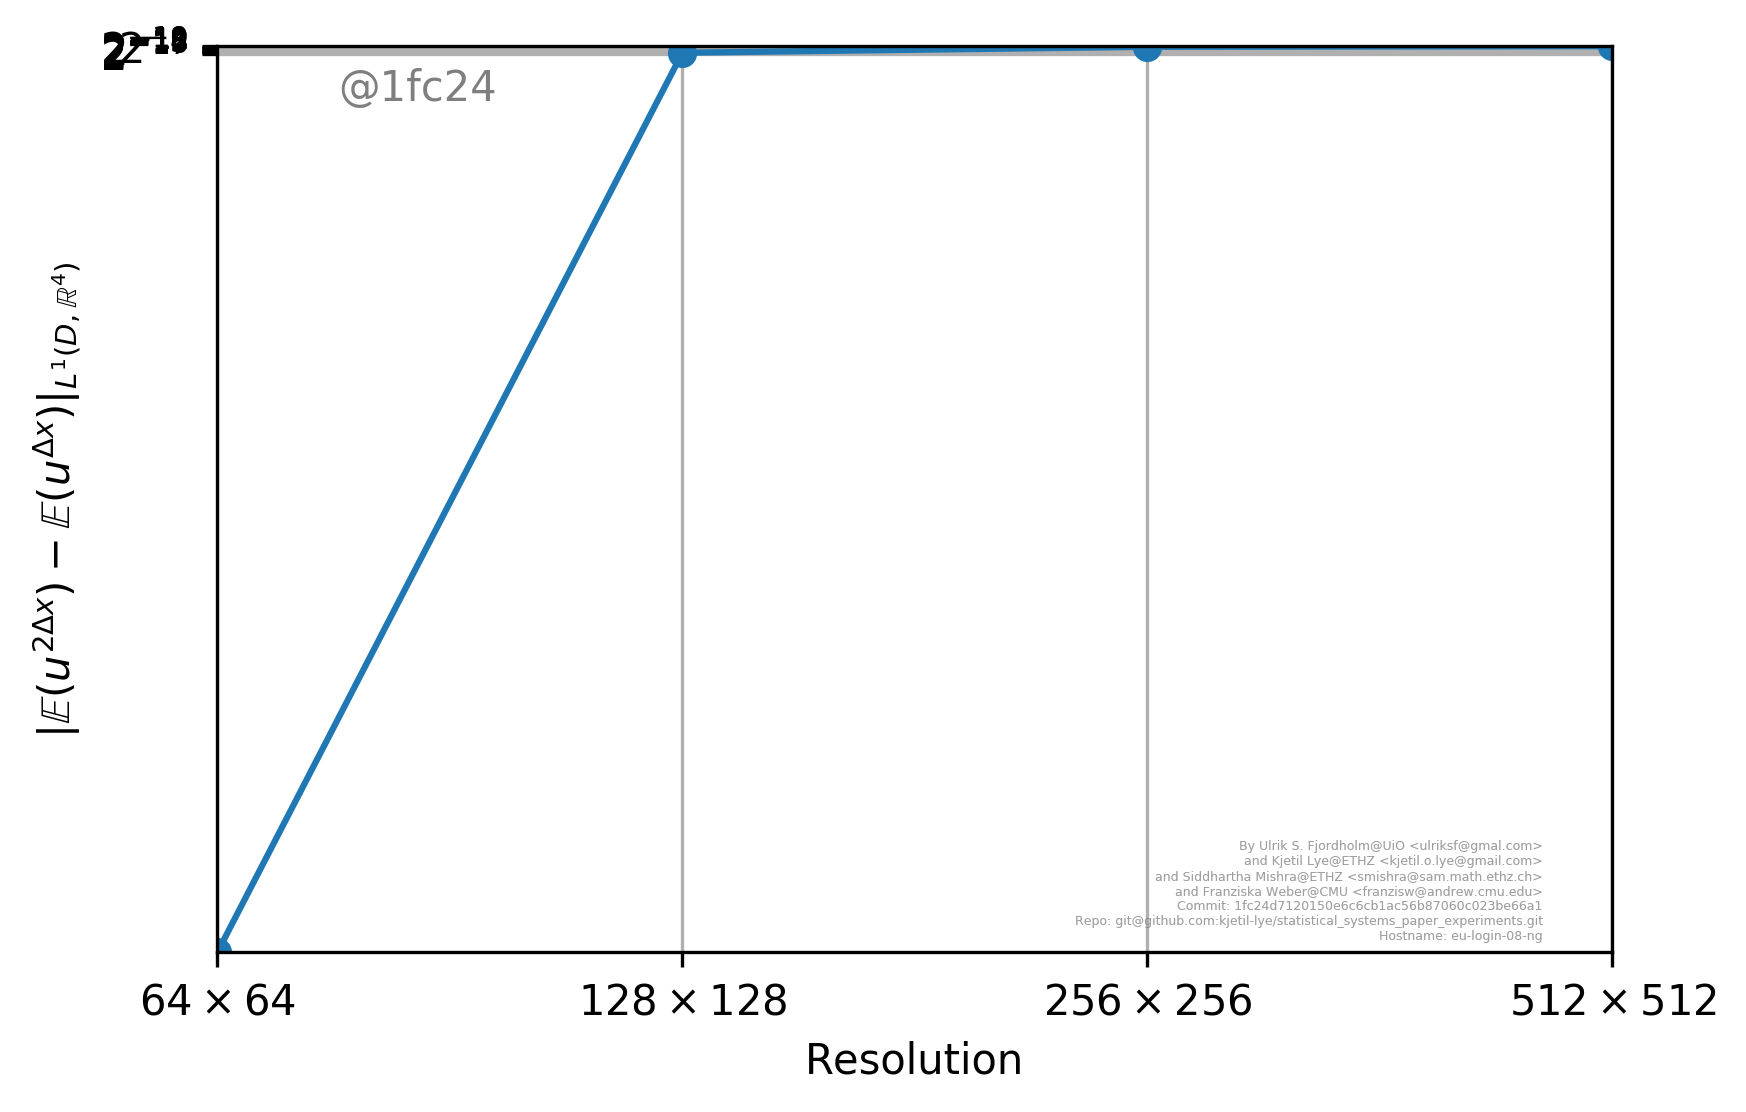 @1fc24
|𝔼(u^{2Δx}) − 𝔼(u^{Δx})|_{L^1(D, ℝ^4)}
By Ulrik S. Fjordholm@UiO <ulriksf@gmal.com>
and Kjetil Lye@ETHZ <kjetil.o.lye@gmail.com>
and Siddhartha Mishra@ETHZ <smishra@sam.math.ethz.ch>
and Franziska Weber@CMU <franzisw@andrew.cmu.edu>
Commit: 1fc24d7120150e6c6cb1ac56b87060c023be66a1
Repo: git@github.com:kjetil-lye/statistical_systems_paper_experiments.git
Hostname: eu-login-08-ng
64 × 64 128 × 128 256 × 256 512 × 512
Resolution